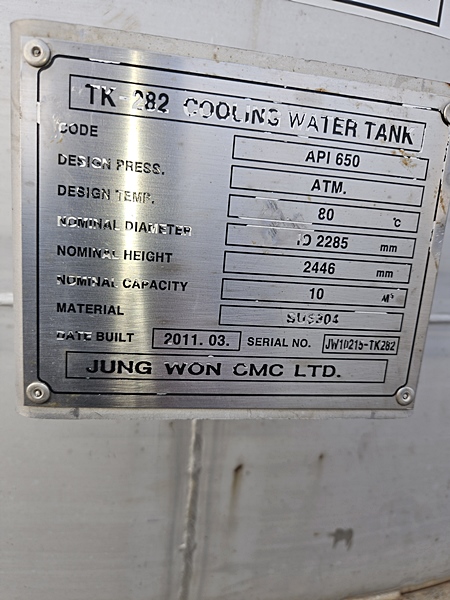 TK-282 COOLING WATER TANK
CODE API 650
DESIGN PRESS. ATM.
DESIGN TEMP. 80 °C
NOMINAL DIAMETER ID 2285 mm
NOMINAL HEIGHT 2446 mm
NOMINAL CAPACITY 10 M³
MATERIAL SUS304
DATE BUILT 2011. 03. SERIAL NO. JW10215-TK282
JUNG WON CMC LTD.